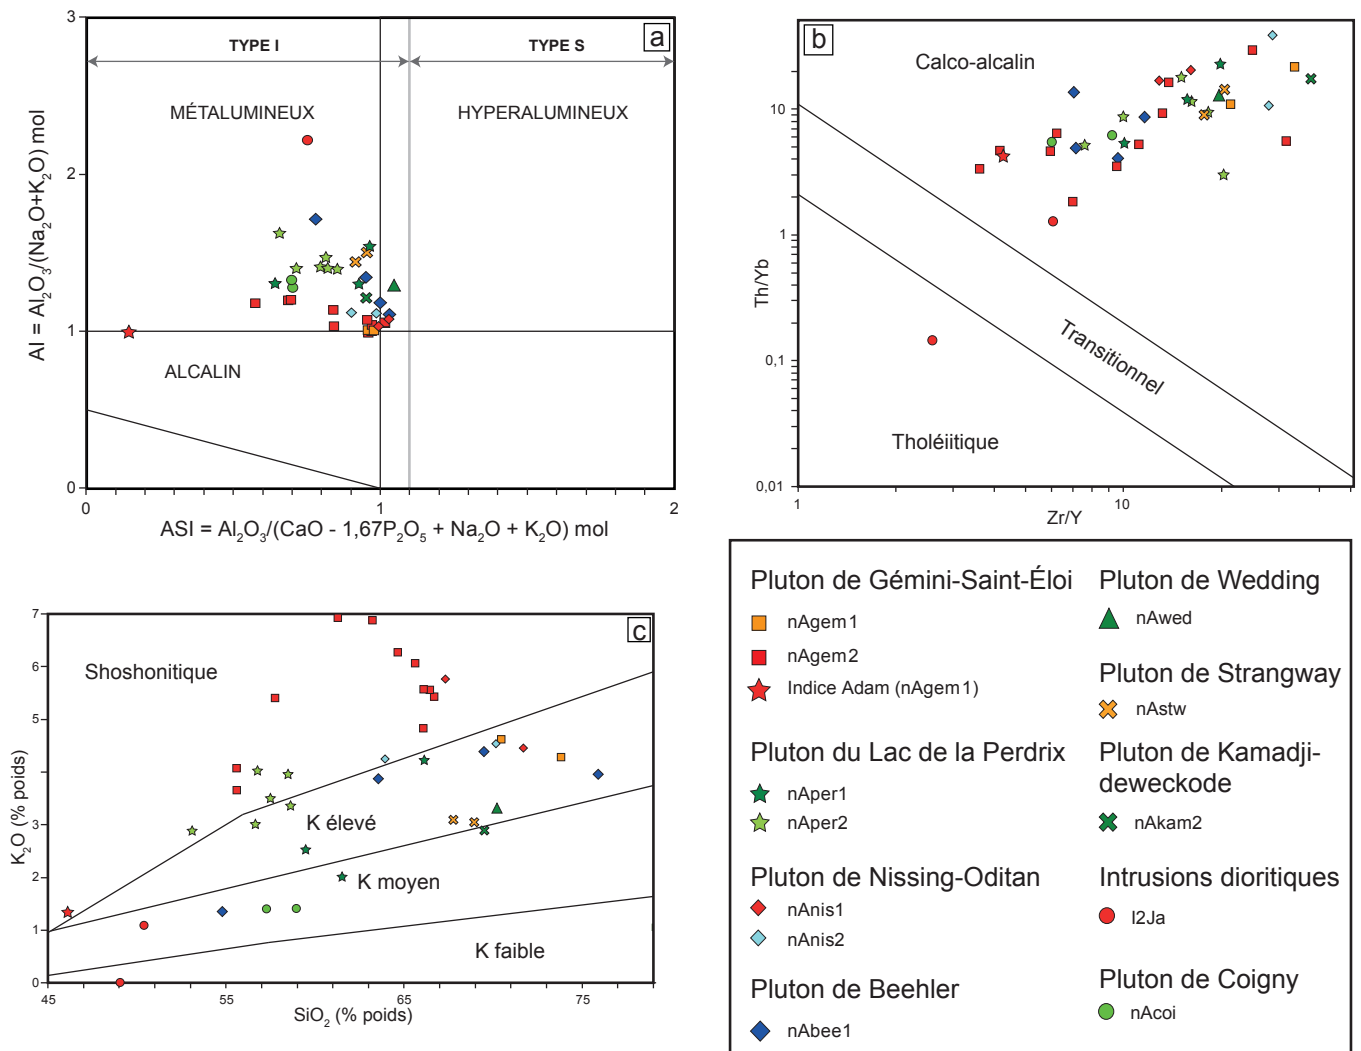 a
TYPE I
TYPE S
MÉTALUMINEUX
HYPERALUMINEUX
ALCALIN
3
2
1
0
0
1
2
AI = Al2O3/(Na2O+K2O) mol
ASI = Al2O3/(CaO - 1,67P2O5 + Na2O + K2O) mol
b
Calco-alcalin
Transitionnel
Tholéiitique
10
1
0,1
0,01
1
10
Th/Yb
Zr/Y
c
Shoshonitique
K élevé
K moyen
K faible
7
6
5
4
3
2
1
0
45
55
65
75
K2O (% poids)
SiO2 (% poids)
Pluton de Gémini-Saint-Éloi
nAgem1
nAgem2
Indice Adam (nAgem1)
Pluton du Lac de la Perdrix
nAper1
nAper2
Pluton de Nissing-Oditan
nAnis1
nAnis2
Pluton de Beehler
nAbee1
Pluton de Wedding
nAwed
Pluton de Strangway
nAstw
Pluton de Kamadji-
deweckode
nAkam2
Intrusions dioritiques
I2Ja
Pluton de Coigny
nAcoi